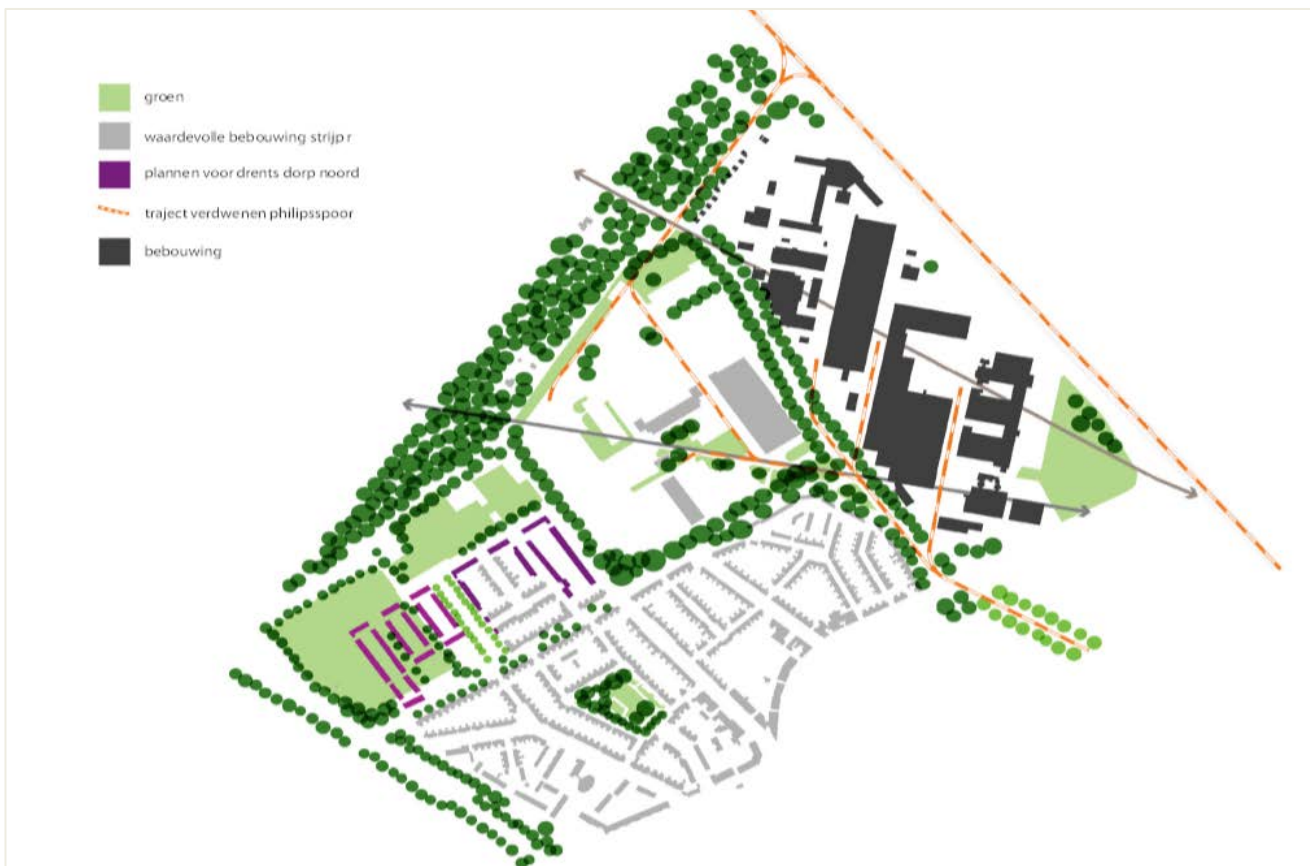 groen
waardevolle bebouwing strijp r
plannen voor drents dorp noord
traject verdwenen philipsspoor
bebouwing